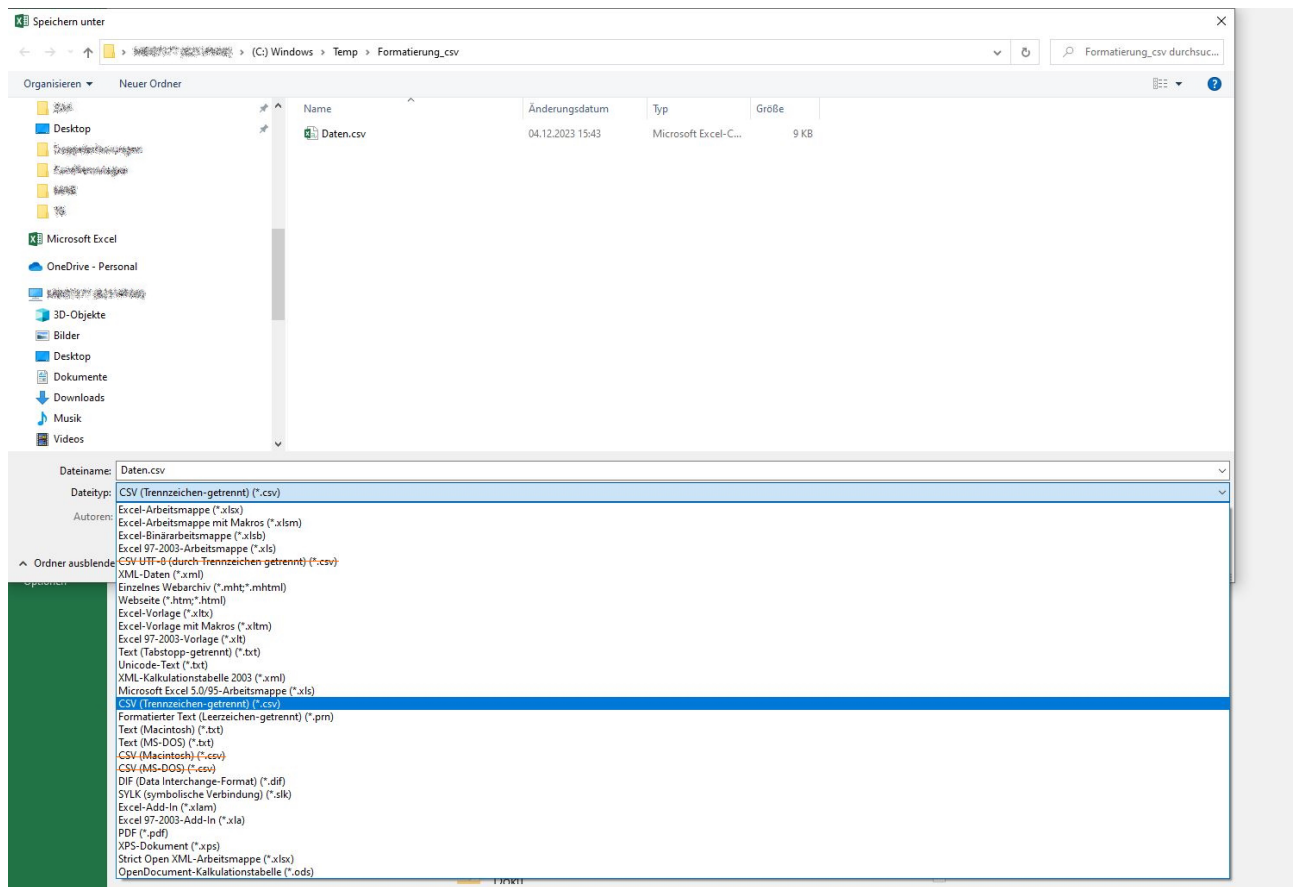 Speichern unter
(C:) Windows > Temp > Formatierung_csv
Formatierung_csv durchsuc...
Organisieren
Neuer Ordner
Name
Änderungsdatum
Typ
Größe
Desktop
Daten.csv
04.12.2023 15:43
Microsoft Excel-C...
9 KB
Microsoft Excel
OneDrive - Personal
3D-Objekte
Bilder
Desktop
Dokumente
Downloads
Musik
Videos
Dateiname: Daten.csv
Dateityp: CSV (Trennzeichen-getrennt) (*.csv)
Autoren:
Excel-Arbeitsmappe (*.xlsx)
Excel-Arbeitsmappe mit Makros (*.xlsm)
Excel-Binärarbeitsmappe (*.xlsb)
Excel 97-2003-Arbeitsmappe (*.xls)
Ordner ausblende
CSV UTF-8 (durch Trennzeichen getrennt) (*.csv)
XML-Daten (*.xml)
Optionen
Einzelnes Webarchiv (*.mht;*.mhtml)
Webseite (*.htm;*.html)
Excel-Vorlage (*.xltx)
Excel-Vorlage mit Makros (*.xltm)
Excel 97-2003-Vorlage (*.xlt)
Text (Tabstopp-getrennt) (*.txt)
Unicode-Text (*.txt)
XML-Kalkulationstabelle 2003 (*.xml)
Microsoft Excel 5.0/95-Arbeitsmappe (*.xls)
CSV (Trennzeichen-getrennt) (*.csv)
Formatierter Text (Leerzeichen-getrennt) (*.prn)
Text (Macintosh) (*.txt)
Text (MS-DOS) (*.txt)
CSV (Macintosh) (*.csv)
CSV (MS-DOS) (*.csv)
DIF (Data Interchange-Format) (*.dif)
SYLK (symbolische Verbindung) (*.slk)
Excel-Add-In (*.xlam)
Excel 97-2003-Add-In (*.xla)
PDF (*.pdf)
XPS-Dokument (*.xps)
Strict Open XML-Arbeitsmappe (*.xlsx)
OpenDocument-Kalkulationstabelle (*.ods)